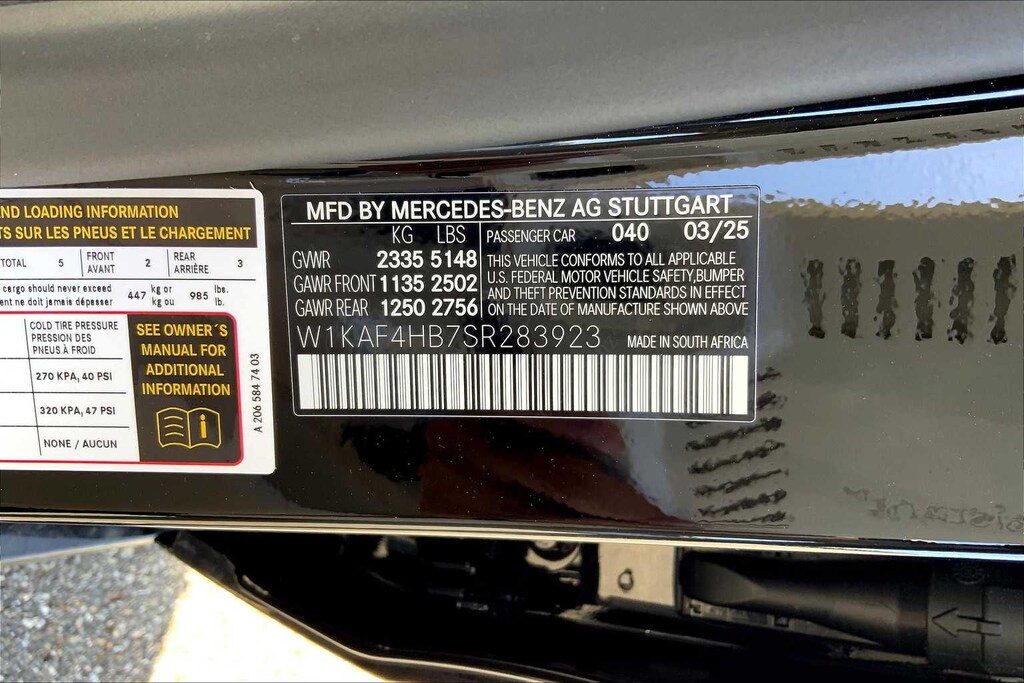 ND LOADING INFORMATION
TS SUR LES PNEUS ET LE CHARGEMENT
TOTAL 5 FRONT AVANT 2 REAR ARRIÈRE 3
cargo should never exceed
ent ne doit jamais dépasser
447 kg or kg ou 985 lbs. lb.
COLD TIRE PRESSURE
PRESSION DES
PNEUS À FROID
270 KPA, 40 PSI
320 KPA, 47 PSI
NONE / AUCUN
SEE OWNER´S
MANUAL FOR
ADDITIONAL
INFORMATION
A 206 584 74 03
MFD BY MERCEDES-BENZ AG STUTTGART
KG LBS
GVWR 2335 5148
GAWR FRONT 1135 2502
GAWR REAR 1250 2756
PASSENGER CAR 040 03/25
THIS VEHICLE CONFORMS TO ALL APPLICABLE
U.S. FEDERAL MOTOR VEHICLE SAFETY,BUMPER
AND THEFT PREVENTION STANDARDS IN EFFECT
ON THE DATE OF MANUFACTURE SHOWN ABOVE
W1KAF4HB7SR283923 MADE IN SOUTH AFRICA